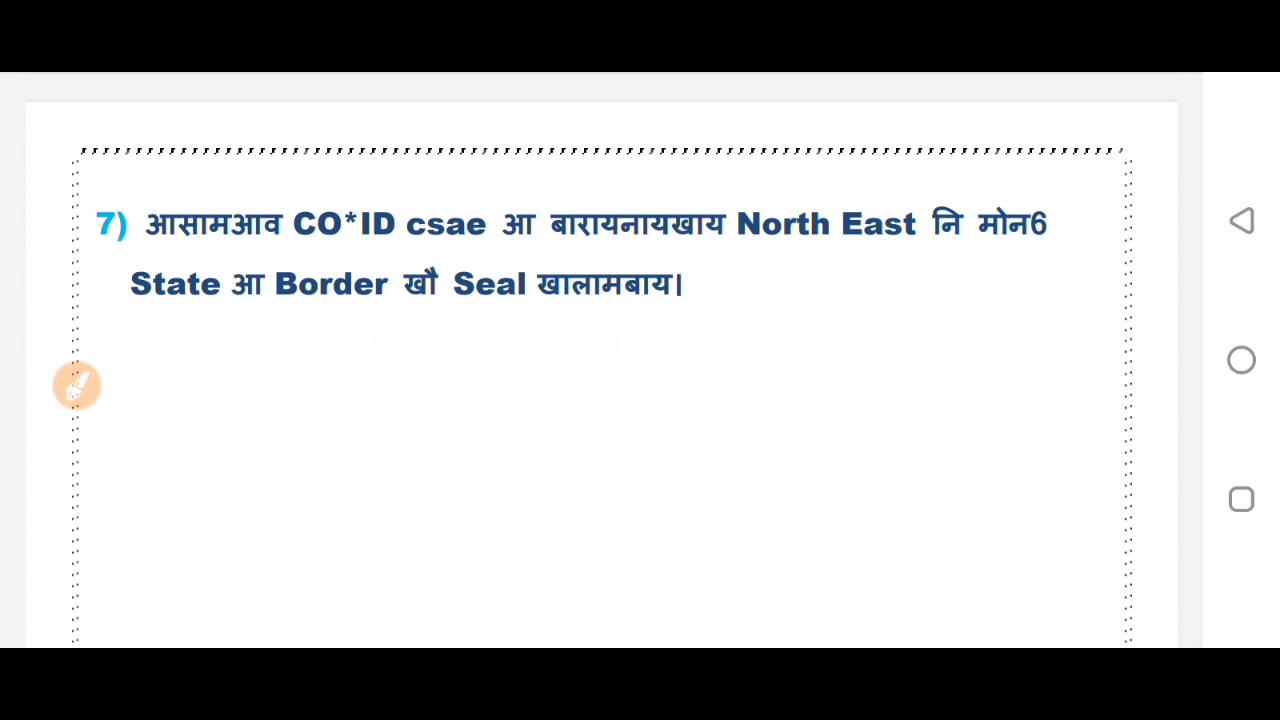 7) आसामआव CO*ID csae आ बारायनायखाय North East नि मोन6
State आ Border खौ Seal खालामबाय।